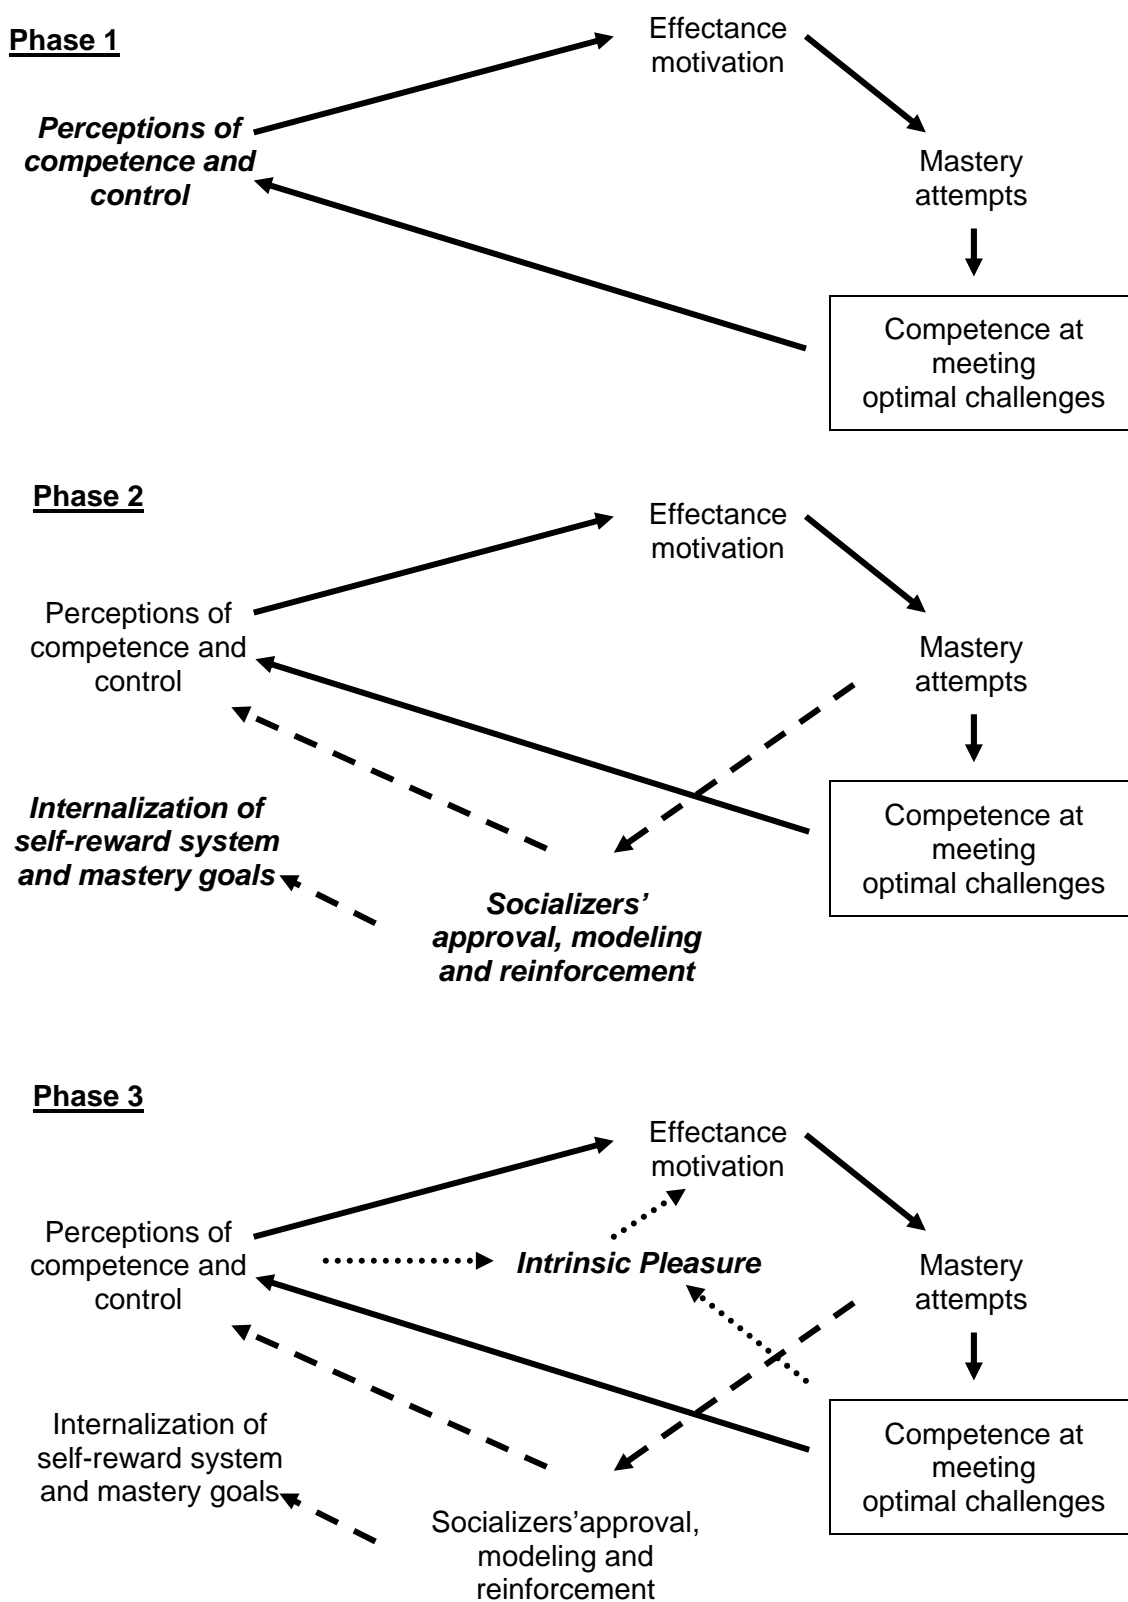 Phase 1
Effectance
motivation
Perceptions of
competence and
control
Mastery
attempts
Competence at
meeting
optimal challenges
Phase 2
Effectance
motivation
Perceptions of
competence and
control
Mastery
attempts
Internalization of
self-reward system
and mastery goals
Competence at
meeting
optimal challenges
Socializers’
approval, modeling
and reinforcement
Phase 3
Effectance
motivation
Perceptions of
competence and
control
Intrinsic Pleasure
Mastery
attempts
Internalization of
self-reward system
and mastery goals
Competence at
meeting
optimal challenges
Socializers’approval,
modeling and
reinforcement